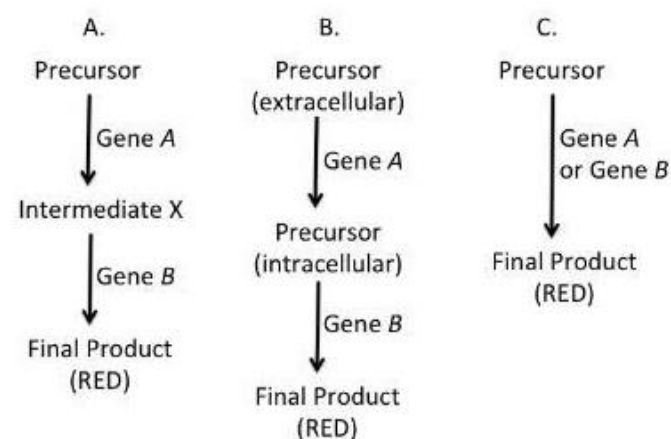 A.
Precursor
Gene A
Intermediate X
Gene B
Final Product
(RED)
B.
Precursor
(extracellular)
Gene A
Precursor
(intracellular)
Gene B
Final Product
(RED)
C.
Precursor
Gene A
or Gene B
Final Product
(RED)